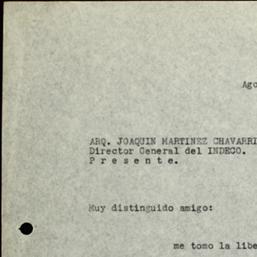 Ago
ARQ. JOAQUIN MARTINEZ CHAVARRI
Director General del INDECO.
P r e s e n t e.
Muy distinguido amigo:
me tomo la libe